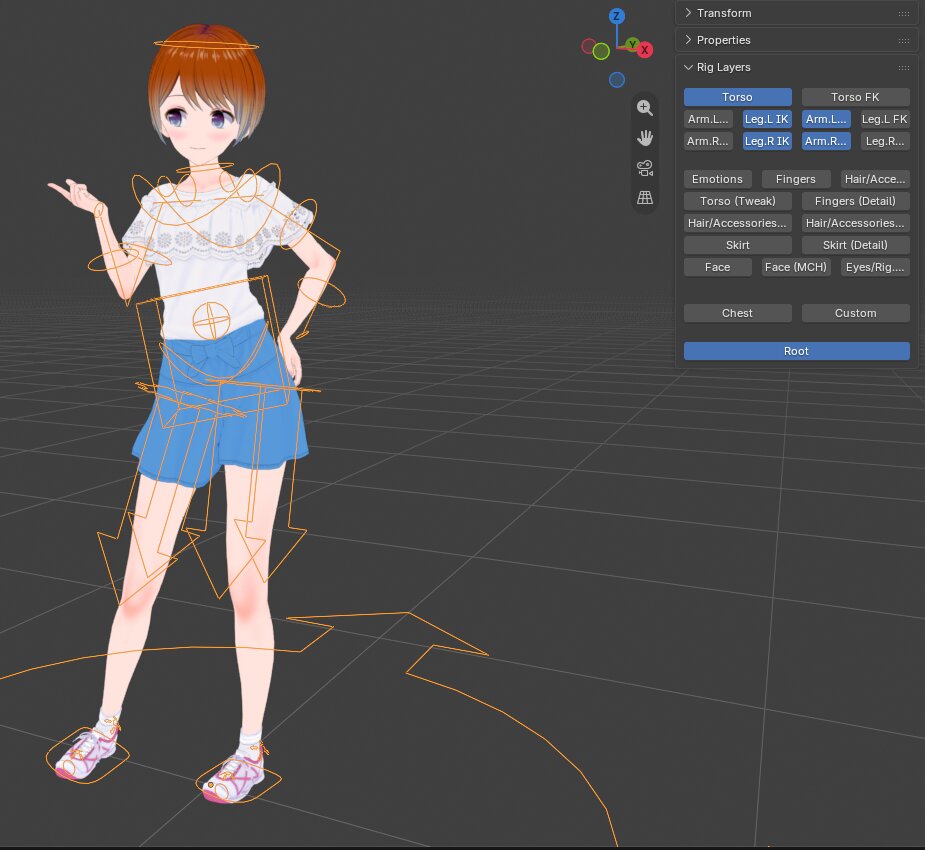 Z
Y
X
Transform
Properties
Rig Layers
Torso
Torso FK
Arm.L...
Leg.L IK
Arm.L...
Leg.L FK
Arm.R...
Leg.R IK
Arm.R...
Leg.R...
Emotions
Fingers
Hair/Acce...
Torso (Tweak)
Fingers (Detail)
Hair/Accessories...
Hair/Accessories...
Skirt
Skirt (Detail)
Face
Face (MCH)
Eyes/Rig....
Chest
Custom
Root